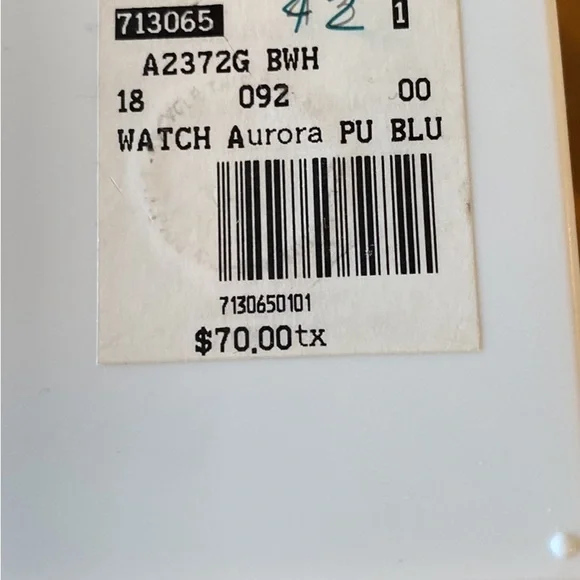 713065 42 1
A2372G BWH
18 092 00
WATCH Aurora PU BLU
7130650101
$70.00tx